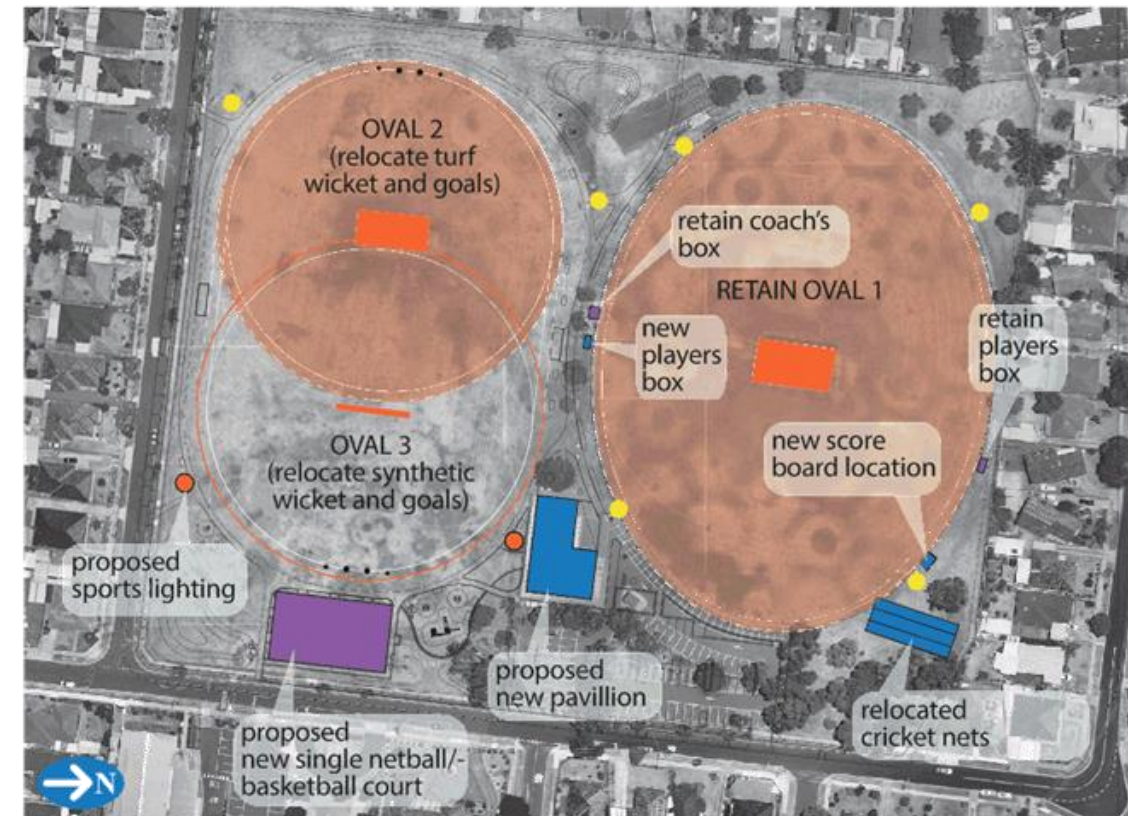 OVAL 2
(relocate turf
wicket and goals)
retain coach's
box
RETAIN OVAL 1
new
players
box
retain
players
box
new score
board location
OVAL 3
(relocate synthetic
wicket and goals)
proposed
sports lighting
proposed
new pavillion
relocated
cricket nets
proposed
new single netball/-
basketball court
N